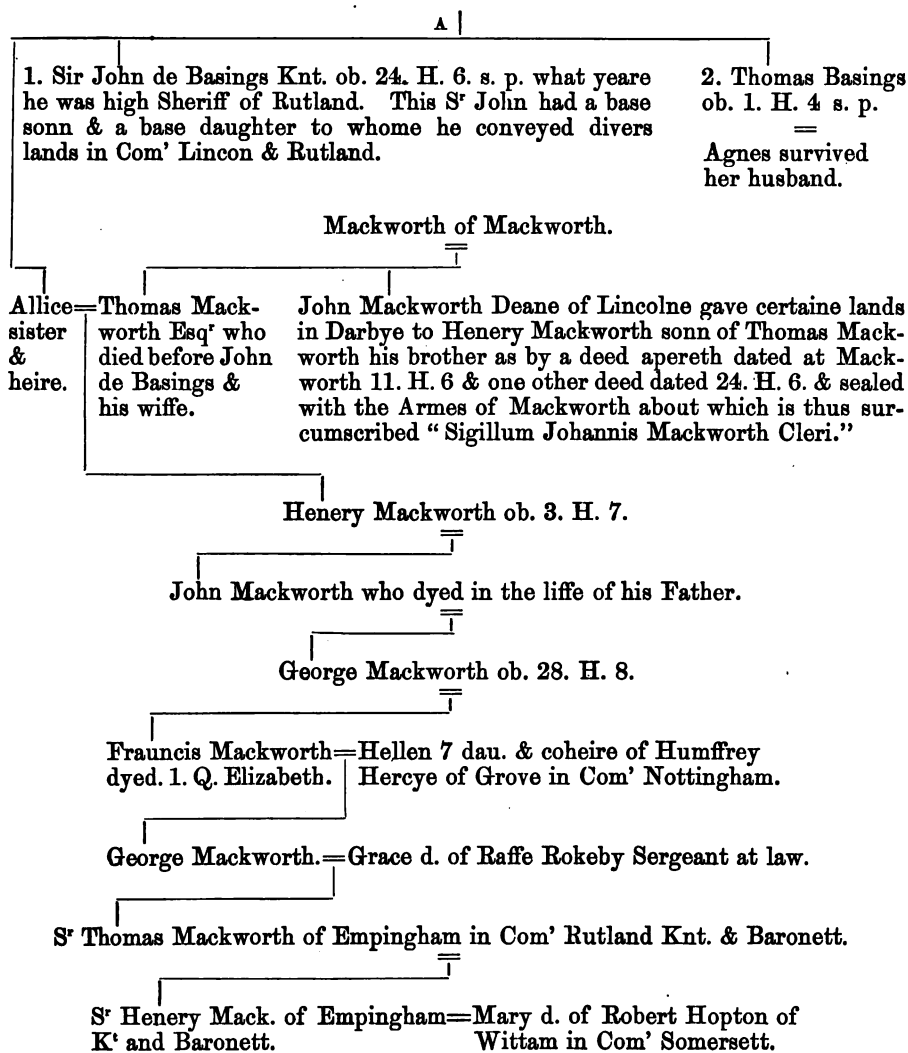 A
1. Sir John de Basings Knt. ob. 24. H. 6. s. p. what yeare
he was high Sheriff of Rutland. This Sʳ John had a base
sonn & a base daughter to whome he conveyed divers
lands in Com’ Lincon & Rutland.
2. Thomas Basings
ob. 1. H. 4 s. p.
=
Agnes survived
her husband.
Mackworth of Mackworth.
=
Allice=Thomas Mack-
sister worth Esqʳ who
& died before John
heire. de Basings &
his wiffe.
John Mackworth Deane of Lincolne gave certaine lands
in Darbye to Henery Mackworth sonn of Thomas Mack-
worth his brother as by a deed apereth dated at Mack-
worth 11. H. 6 & one other deed dated 24. H. 6. & sealed
with the Armes of Mackworth about which is thus sur-
cumscribed “ Sigillum Johannis Mackworth Cleri.”
Henery Mackworth ob. 3. H. 7.
=
John Mackworth who dyed in the liffe of his Father.
=
George Mackworth ob. 28. H. 8.
=
Frauncis Mackworth=Hellen 7 dau. & coheire of Humffrey
dyed. 1. Q. Elizabeth. Hercye of Grove in Com’ Nottingham.
George Mackworth.=Grace d. of Raffe Rokeby Sergeant at law.
Sʳ Thomas Mackworth of Empingham in Com’ Rutland Knt. & Baronett.
=
Sʳ Henery Mack. of Empingham=Mary d. of Robert Hopton of
Kᵗ and Baronett. Wittam in Com’ Somersett.